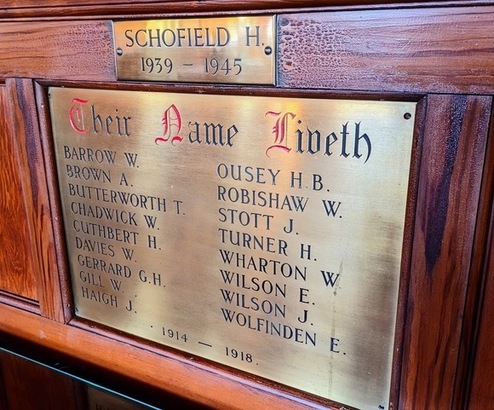 SCHOFIELD H.
1939 - 1945
Their Name Liveth
BARROW W.
BROWN A.
BUTTERWORTH T.
CHADWICK W.
CUTHBERT H.
DAVIES W.
GERRARD G.H.
GILL W.
HAIGH J.
OUSEY H.B.
ROBISHAW W.
STOTT J.
TURNER H.
WHARTON W.
WILSON E.
WILSON J.
WOLFINDEN E.
1914 — 1918.